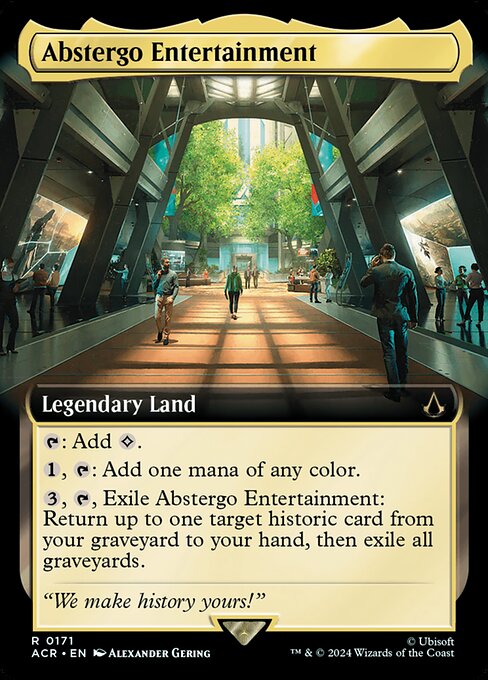 Abstergo Entertainment
Legendary Land
: Add .
1, : Add one mana of any color.
3, , Exile Abstergo Entertainment:
Return up to one target historic card from
your graveyard to your hand, then exile all
graveyards.
“We make history yours!”
R 0171
ACR • EN Alexander Gering
© Ubisoft
™ & © 2024 Wizards of the Coast